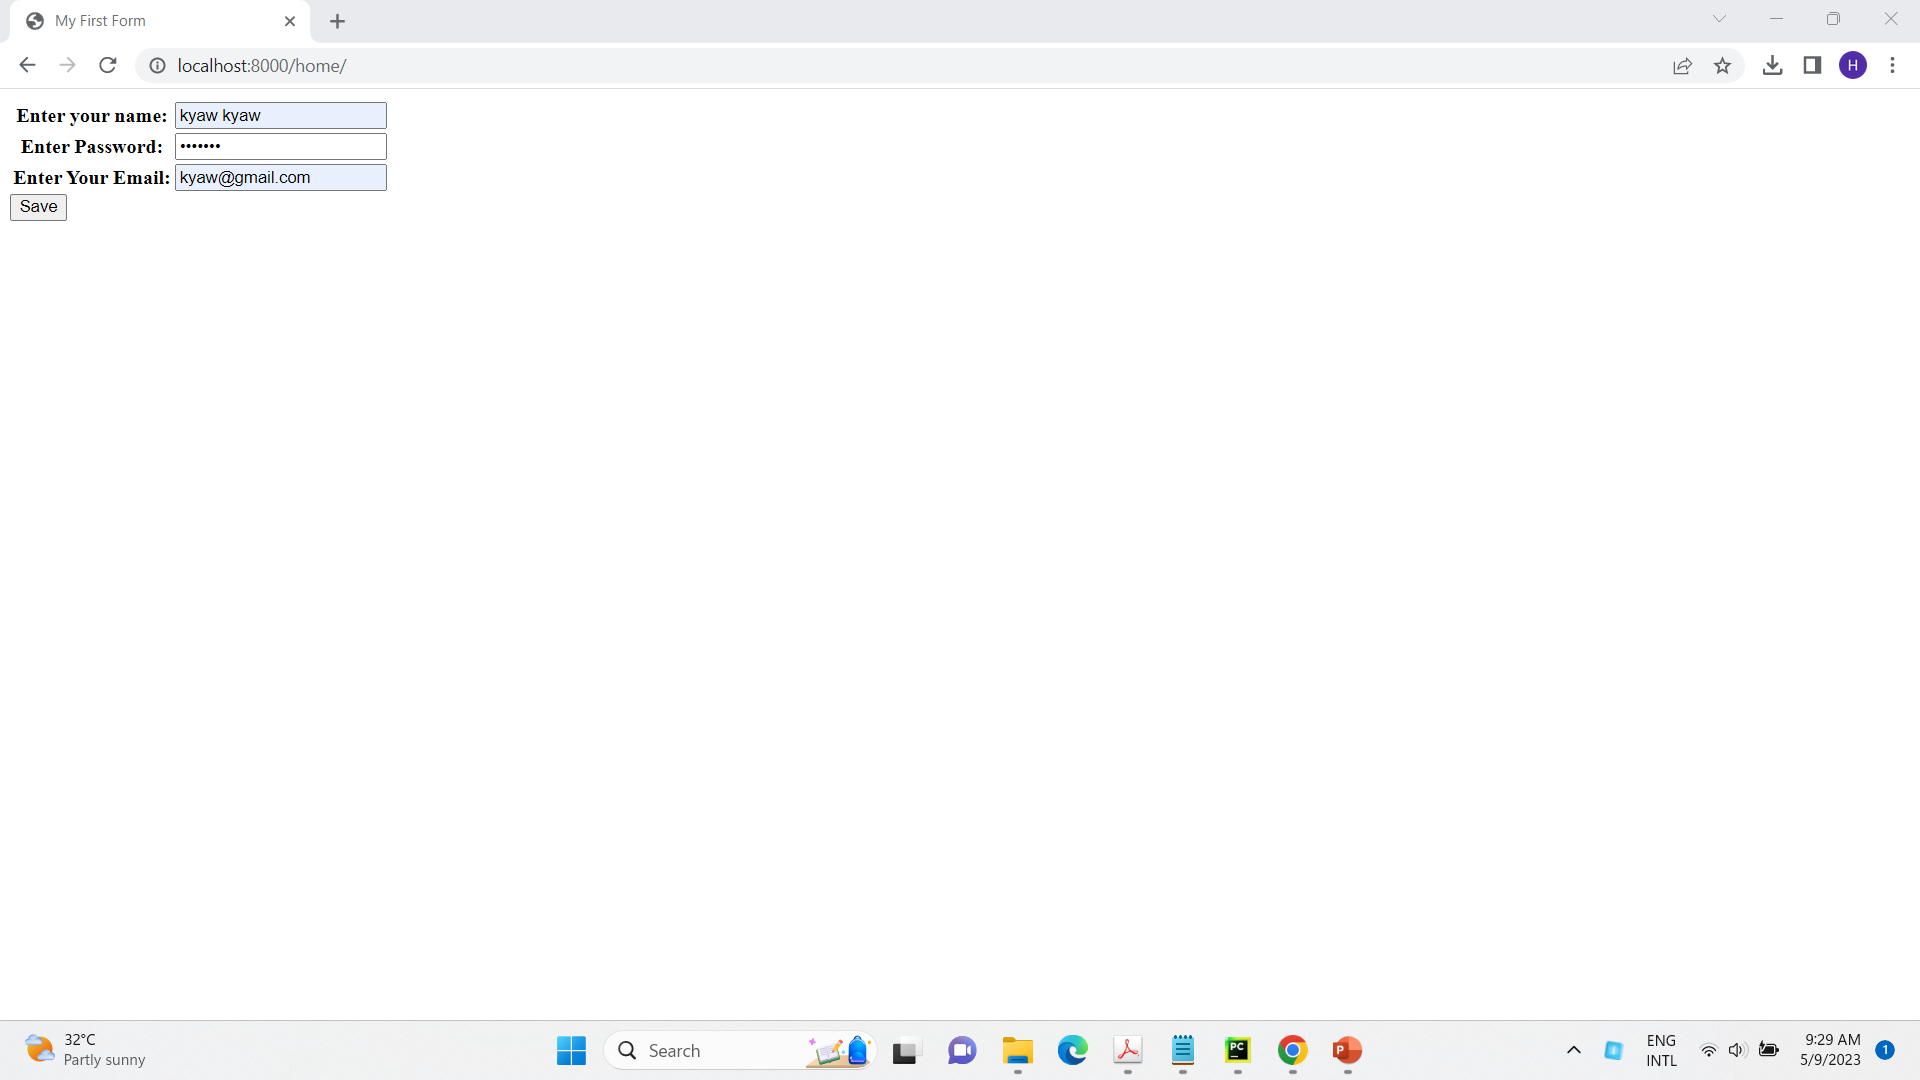 My First Form
localhost:8000/home/
H
Enter your name: kyaw kyaw
Enter Password: •••••••
Enter Your Email: kyaw@gmail.com
Save
32°C
Partly sunny
Search
PC
P
ENG
INTL
9:29 AM
5/9/2023
1